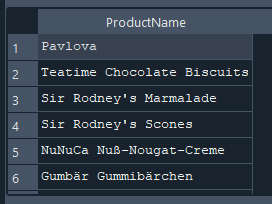 ProductName
1 Pavlova
2 Teatime Chocolate Biscuits
3 Sir Rodney's Marmalade
4 Sir Rodney's Scones
5 NuNuCa Nuß-Nougat-Creme
6 Gumbär Gummibärchen